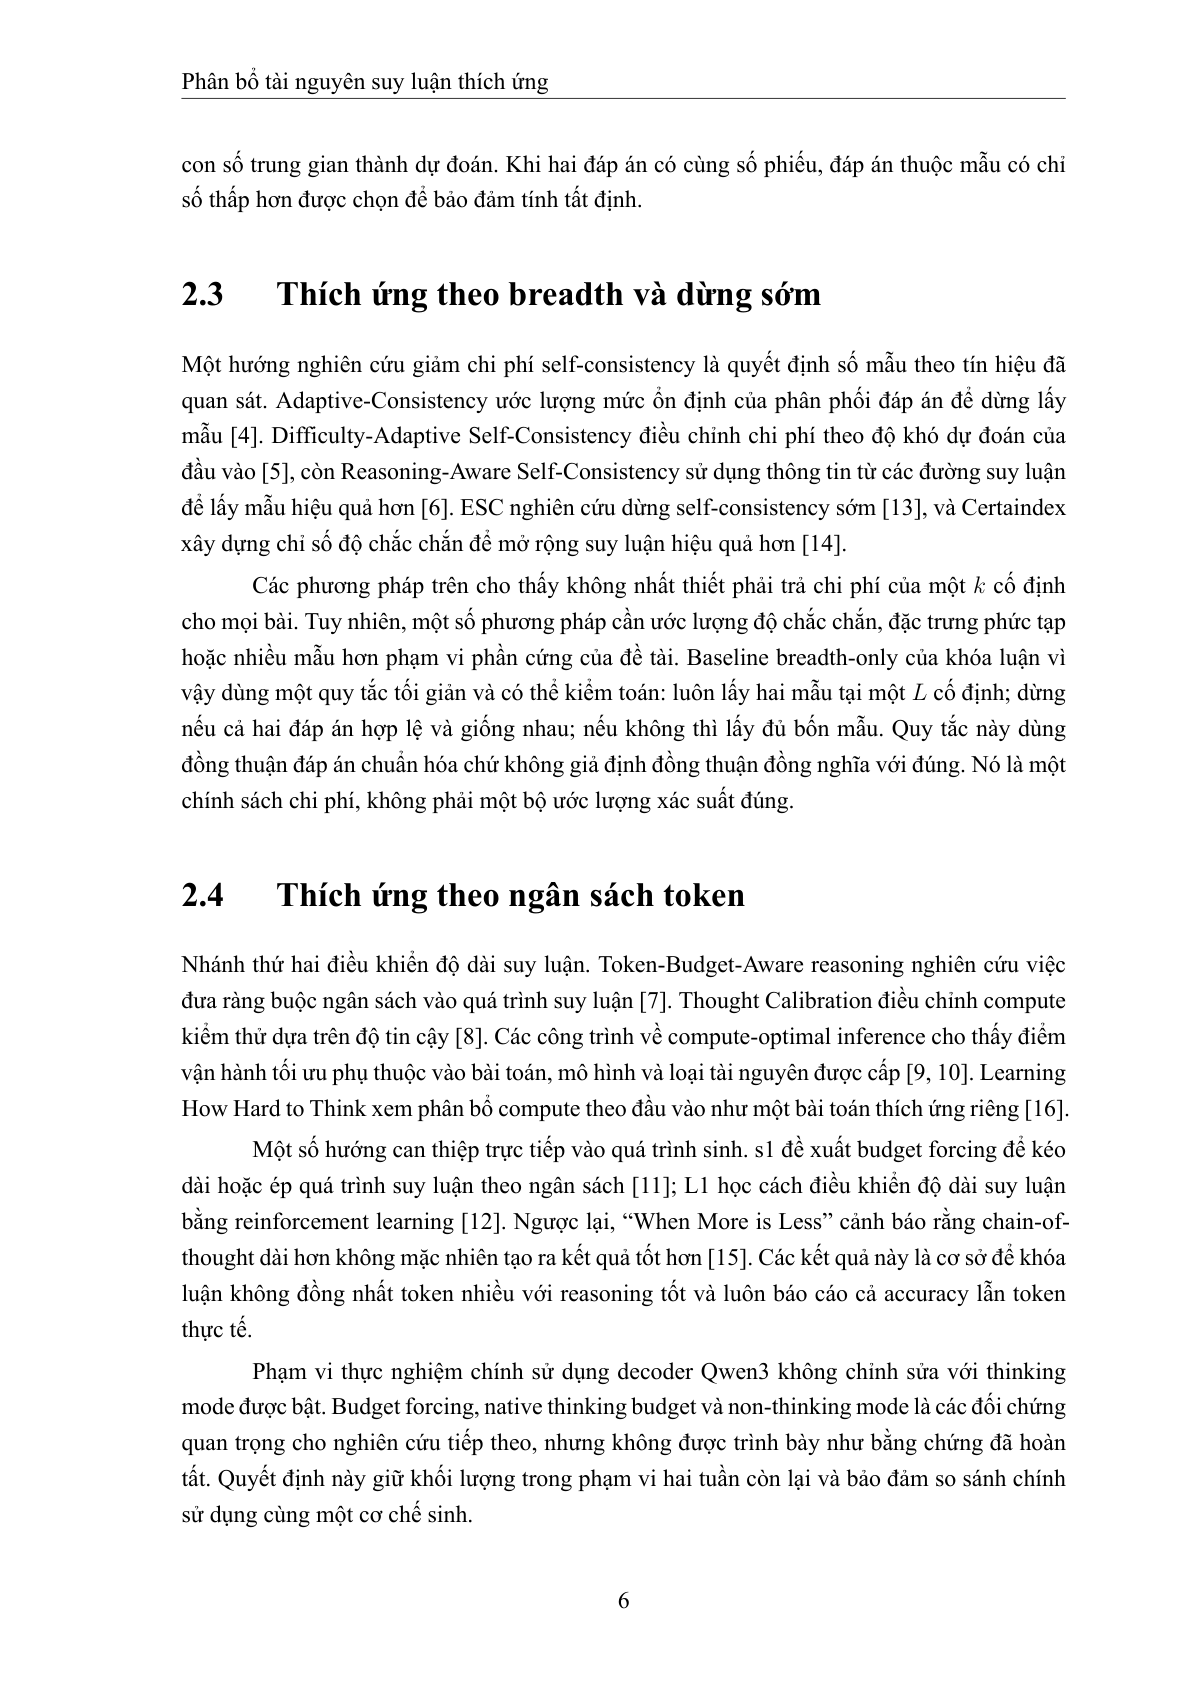 Phân bổ tài nguyên suy luận thích ứng
con số trung gian thành dự đoán. Khi hai đáp án có cùng số phiếu, đáp án thuộc mẫu có chỉ
số thấp hơn được chọn để bảo đảm tính tất định.
2.3 Thích ứng theo breadth và dừng sớm
Một hướng nghiên cứu giảm chi phí self-consistency là quyết định số mẫu theo tín hiệu đã
quan sát. Adaptive-Consistency ước lượng mức ổn định của phân phối đáp án để dừng lấy
mẫu [4]. Difficulty-Adaptive Self-Consistency điều chỉnh chi phí theo độ khó dự đoán của
đầu vào [5], còn Reasoning-Aware Self-Consistency sử dụng thông tin từ các đường suy luận
để lấy mẫu hiệu quả hơn [6]. ESC nghiên cứu dừng self-consistency sớm [13], và Certaindex
xây dựng chỉ số độ chắc chắn để mở rộng suy luận hiệu quả hơn [14].
Các phương pháp trên cho thấy không nhất thiết phải trả chi phí của một k cố định
cho mọi bài. Tuy nhiên, một số phương pháp cần ước lượng độ chắc chắn, đặc trưng phức tạp
hoặc nhiều mẫu hơn phạm vi phần cứng của đề tài. Baseline breadth-only của khóa luận vì
vậy dùng một quy tắc tối giản và có thể kiểm toán: luôn lấy hai mẫu tại một L cố định; dừng
nếu cả hai đáp án hợp lệ và giống nhau; nếu không thì lấy đủ bốn mẫu. Quy tắc này dùng
đồng thuận đáp án chuẩn hóa chứ không giả định đồng thuận đồng nghĩa với đúng. Nó là một
chính sách chi phí, không phải một bộ ước lượng xác suất đúng.
2.4 Thích ứng theo ngân sách token
Nhánh thứ hai điều khiển độ dài suy luận. Token-Budget-Aware reasoning nghiên cứu việc
đưa ràng buộc ngân sách vào quá trình suy luận [7]. Thought Calibration điều chỉnh compute
kiểm thử dựa trên độ tin cậy [8]. Các công trình về compute-optimal inference cho thấy điểm
vận hành tối ưu phụ thuộc vào bài toán, mô hình và loại tài nguyên được cấp [9, 10]. Learning
How Hard to Think xem phân bổ compute theo đầu vào như một bài toán thích ứng riêng [16].
Một số hướng can thiệp trực tiếp vào quá trình sinh. s1 đề xuất budget forcing để kéo
dài hoặc ép quá trình suy luận theo ngân sách [11]; L1 học cách điều khiển độ dài suy luận
bằng reinforcement learning [12]. Ngược lại, “When More is Less” cảnh báo rằng chain-of-
thought dài hơn không mặc nhiên tạo ra kết quả tốt hơn [15]. Các kết quả này là cơ sở để khóa
luận không đồng nhất token nhiều với reasoning tốt và luôn báo cáo cả accuracy lẫn token
thực tế.
Phạm vi thực nghiệm chính sử dụng decoder Qwen3 không chỉnh sửa với thinking
mode được bật. Budget forcing, native thinking budget và non-thinking mode là các đối chứng
quan trọng cho nghiên cứu tiếp theo, nhưng không được trình bày như bằng chứng đã hoàn
tất. Quyết định này giữ khối lượng trong phạm vi hai tuần còn lại và bảo đảm so sánh chính
sử dụng cùng một cơ chế sinh.
6